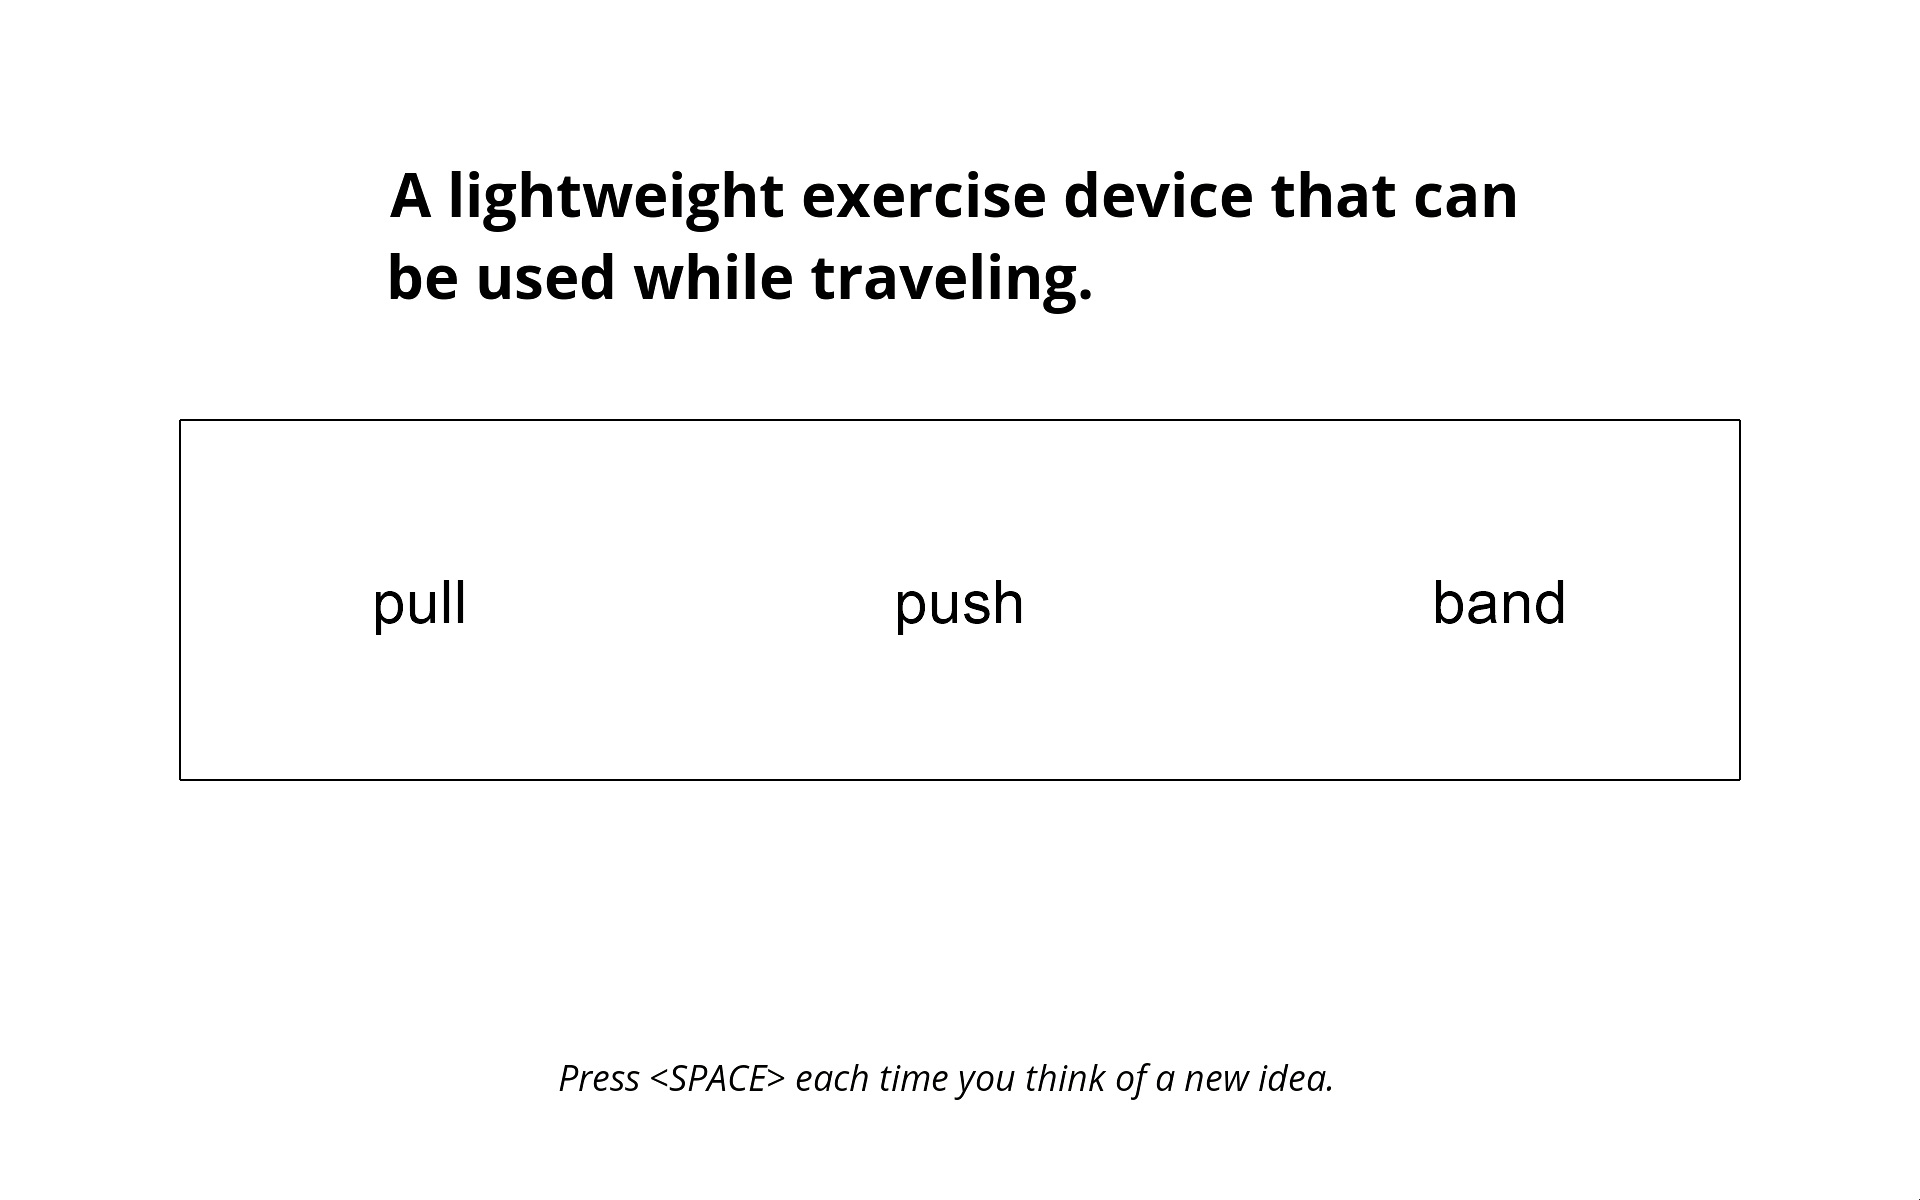 A lightweight exercise device that can
be used while traveling.
pull push band
Press <SPACE> each time you think of a new idea.